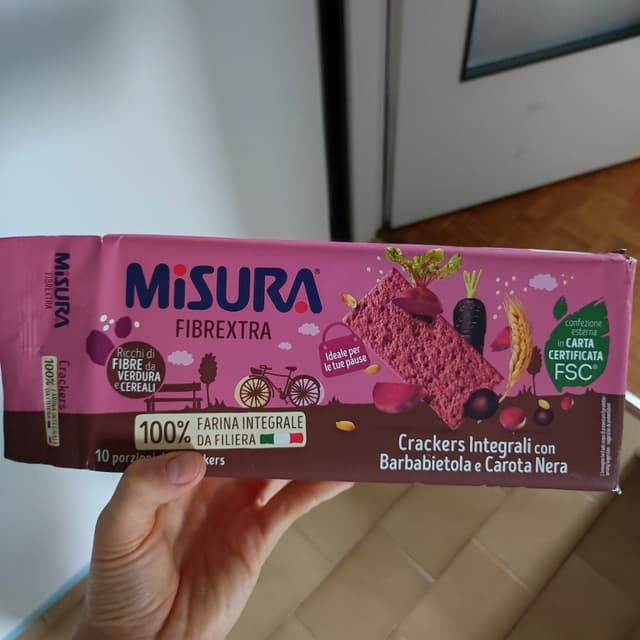 MiSURA®
FIBREXTRA
Crackers
100%
MiSURA®
FIBREXTRA
Ricchi di
FIBRE da
VERDURA
e CEREALI
Ideale per
le tue pause
confezione
esterna
in CARTA
CERTIFICATA
FSC®
100% FARINA INTEGRALE
DA FILIERA
10 porzioni
Crackers Integrali con
Barbabietola e Carota Nera